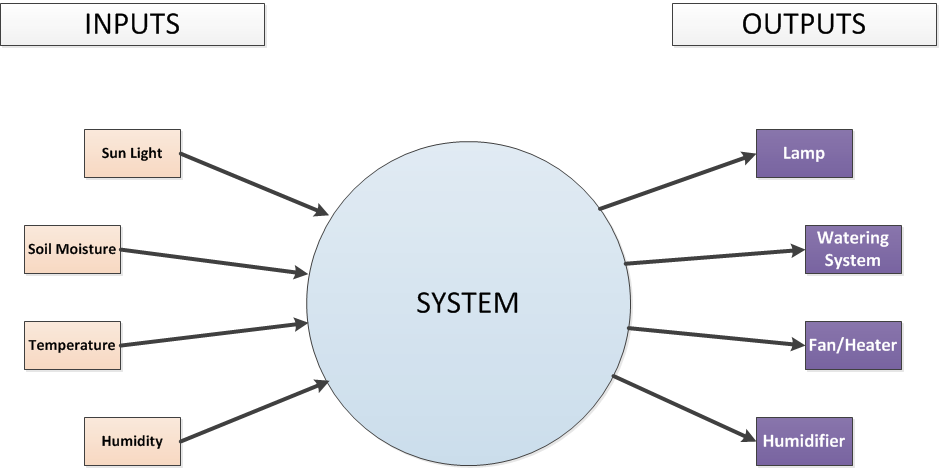 INPUTS
OUTPUTS
Sun Light
Soil Moisture
Temperature
Humidity
SYSTEM
Lamp
Watering
System
Fan/Heater
Humidifier